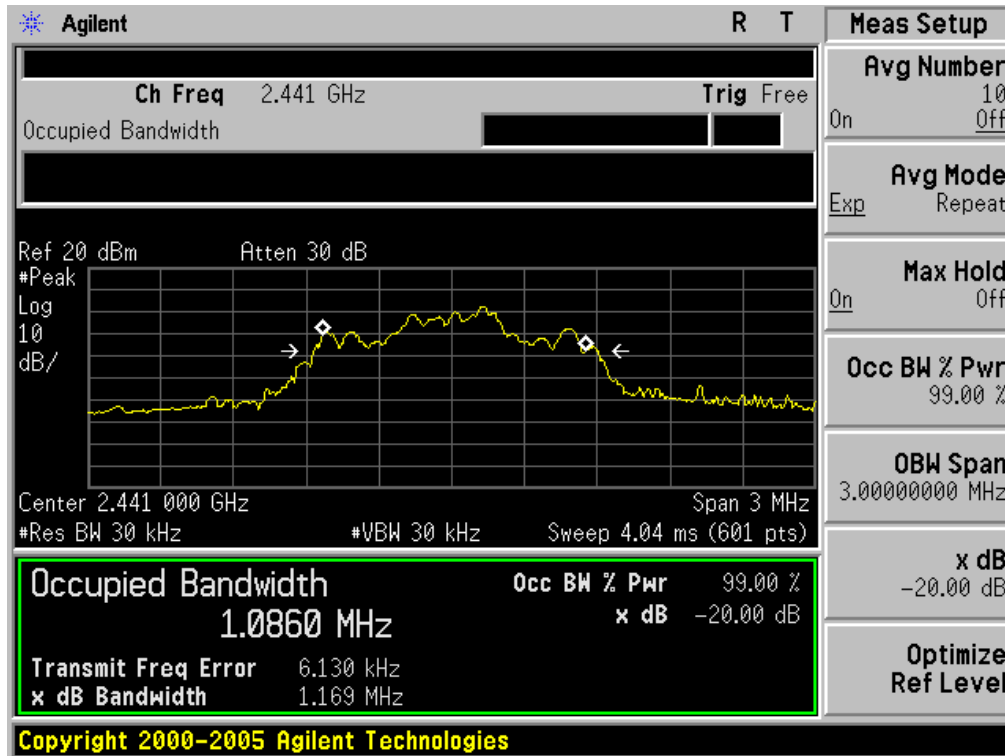 Agilent R T
Ch Freq 2.441 GHz Trig Free
Occupied Bandwidth
Ref 20 dBm Atten 30 dB
#Peak
Log
10
dB/
Center 2.441 000 GHz Span 3 MHz
#Res BW 30 kHz #VBW 30 kHz Sweep 4.04 ms (601 pts)
Occupied Bandwidth Occ BW % Pwr 99.00 %
1.0860 MHz x dB -20.00 dB
Transmit Freq Error 6.130 kHz
x dB Bandwidth 1.169 MHz
Copyright 2000-2005 Agilent Technologies
Meas Setup
Avg Number
10
On Off
Avg Mode
Exp Repeat
Max Hold
On Off
Occ BW % Pwr
99.00 %
OBW Span
3.00000000 MHz
x dB
-20.00 dB
Optimize
Ref Level